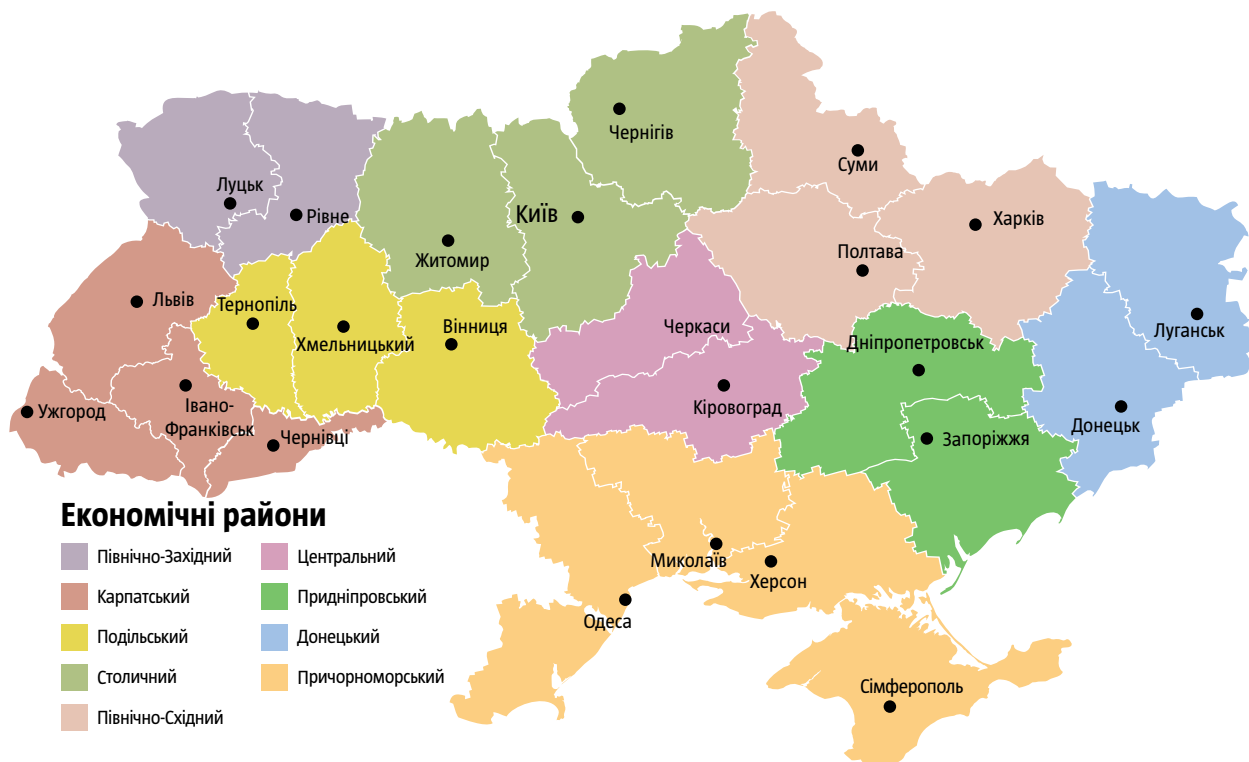 Чернігів
Суми
Луцьк
Рівне
Київ
Харків
Житомир
Полтава
Львів
Тернопіль
Хмельницький
Вінниця
Черкаси
Дніпропетровськ
Луганськ
Ужгород
Івано-
Франківськ
Чернівці
Кіровоград
Запоріжжя
Донецьк
Миколаїв
Херсон
Одеса
Сімферополь
Економічні райони
Північно-Західний
Карпатський
Подільський
Столичний
Північно-Східний
Центральний
Придніпровський
Донецький
Причорноморський